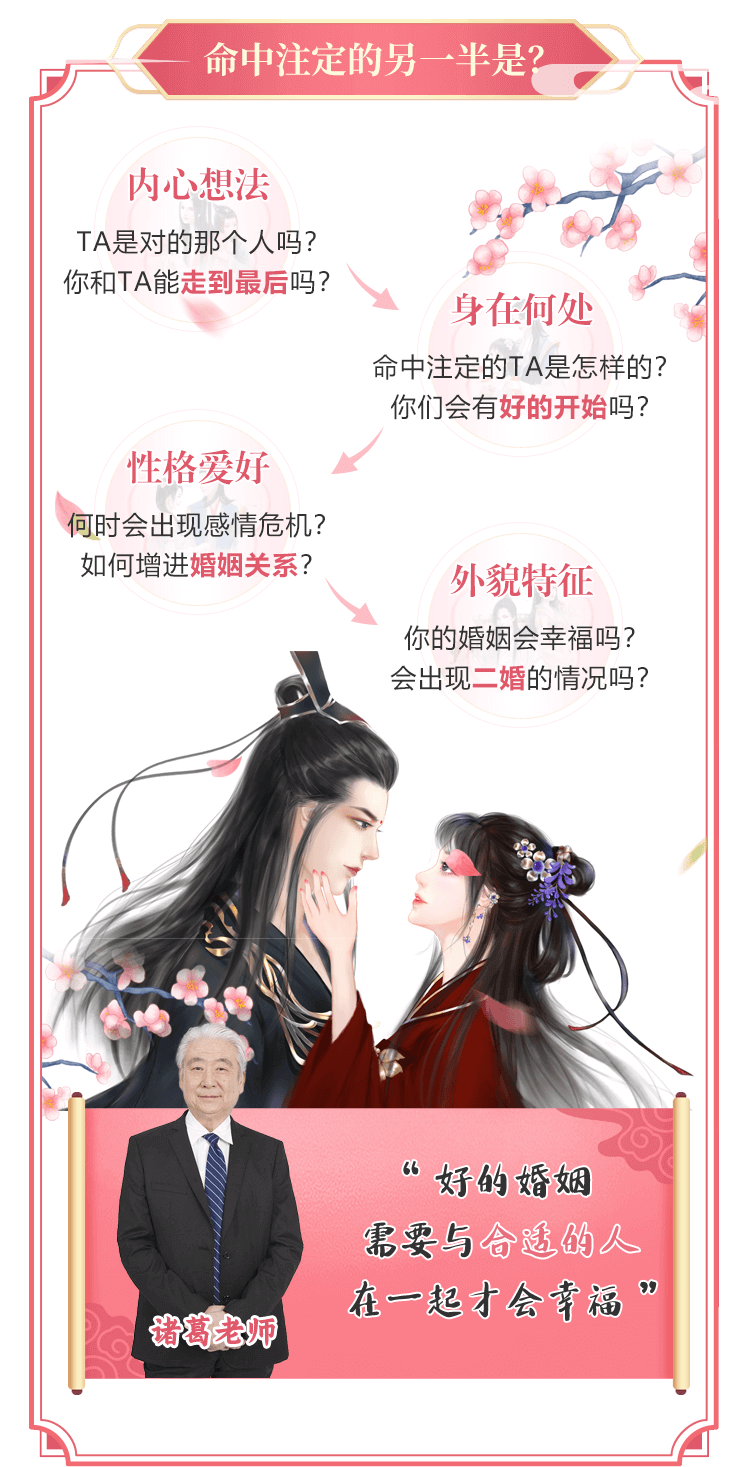 命中注定的另一半是?
内心想法
TA是对的那个人吗?
你和TA能走到最后吗?
身在何处
命中注定的TA是怎样的?
你们会有好的开始吗?
性格爱好
何时会出现感情危机?
如何增进婚姻关系?
外貌特征
你的婚姻会幸福吗?
会出现二婚的情况吗?
“好的婚姻
需要与合适的人
在一起才会幸福”
诸葛老师